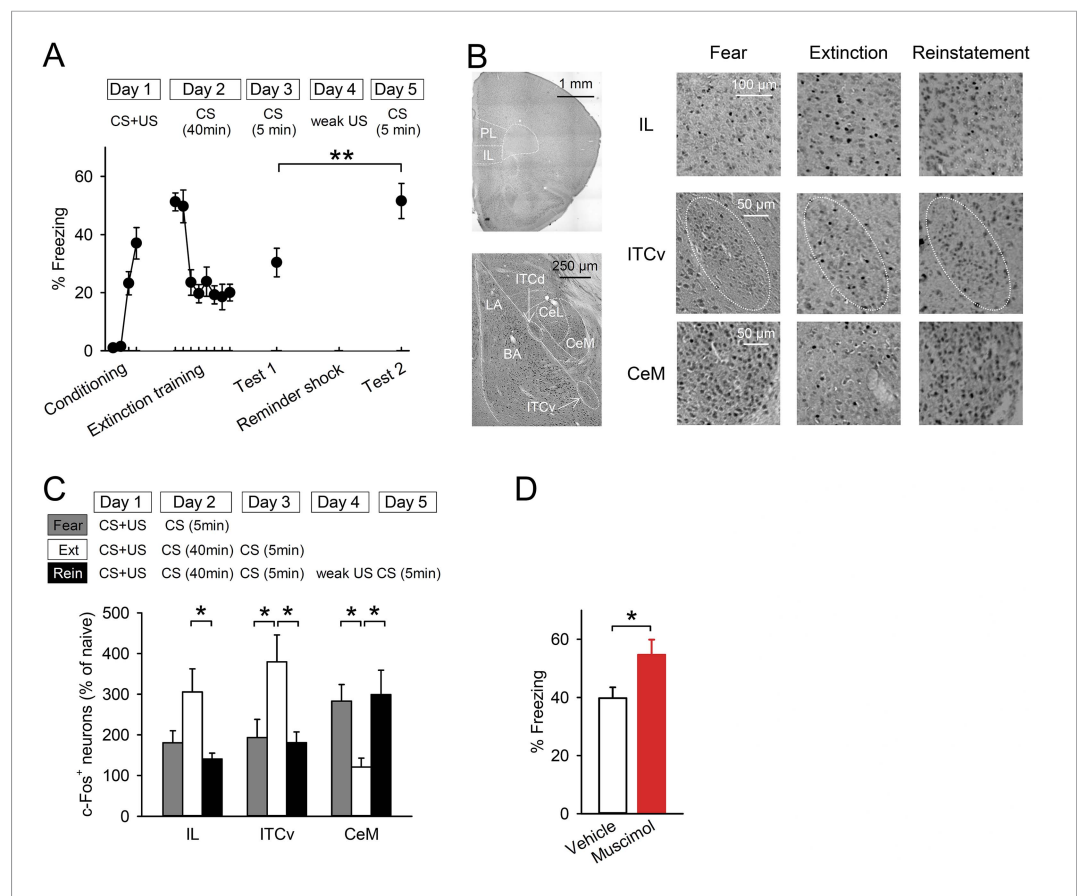 A
Day 1 Day 2 Day 3 Day 4 Day 5
CS+US CS (40min) CS (5 min) weak US CS (5 min)
**
% Freezing
60
40
20
0
Conditioning
Extinction training
Test 1
Reminder shock
Test 2
B
Fear Extinction Reinstatement
1 mm
PL
IL
250 µm
ITCd
LA
CeL
CeM
BA
ITCv
IL
100 µm
ITCv
50 µm
CeM
50 µm
C
Day 1 Day 2 Day 3 Day 4 Day 5
Fear CS+US CS (5min)
Ext CS+US CS (40min) CS (5min)
Rein CS+US CS (40min) CS (5min) weak US CS (5min)
c-Fos+ neurons (% of naive)
500
400
300
200
100
0
* * * * *
IL ITCv CeM
D
% Freezing
60
40
20
0
*
Vehicle
Muscimol